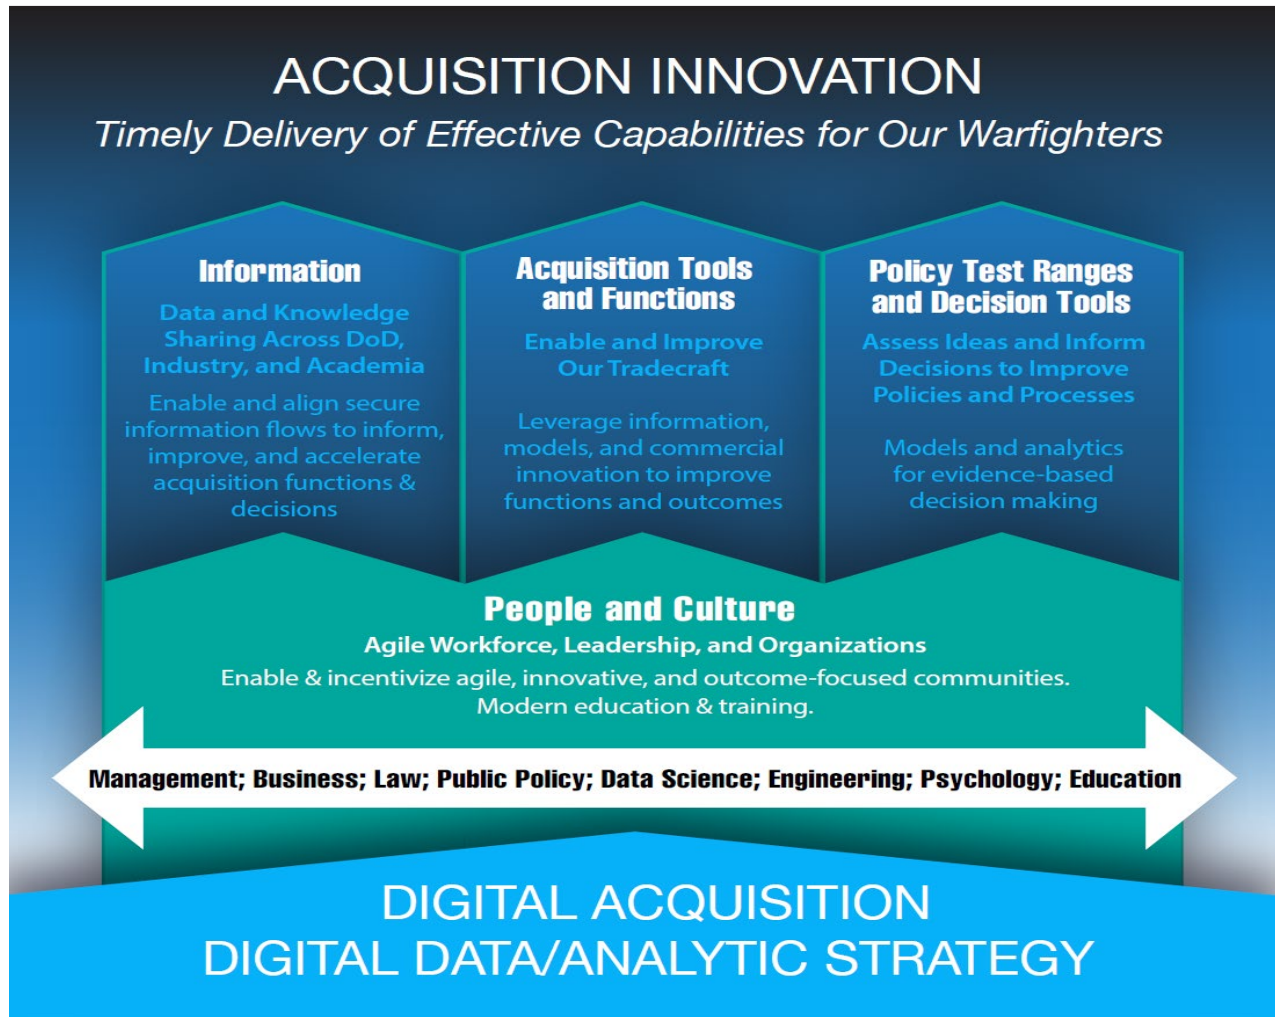 ACQUISITION INNOVATION
Timely Delivery of Effective Capabilities for Our Warfighters
Information
Data and Knowledge
Sharing Across DoD,
Industry, and Academia
Enable and align secure
information flows to inform,
improve, and accelerate
acquisition functions &
decisions
Acquisition Tools
and Functions
Enable and Improve
Our Tradecraft
Leverage information,
models, and commercial
innovation to improve
functions and outcomes
Policy Test Ranges
and Decision Tools
Assess Ideas and Inform
Decisions to Improve
Policies and Processes
Models and analytics
for evidence-based
decision making
People and Culture
Agile Workforce, Leadership, and Organizations
Enable & incentivize agile, innovative, and outcome-focused communities.
Modern education & training.
Management; Business; Law; Public Policy; Data Science; Engineering; Psychology; Education
DIGITAL ACQUISITION
DIGITAL DATA/ANALYTIC STRATEGY